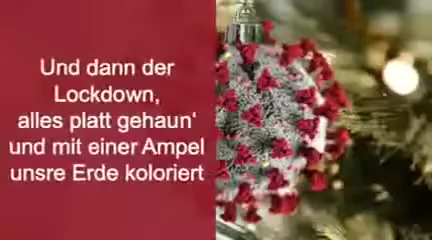 Und dann der
Lockdown,
alles platt gehaun‘
und mit einer Ampel
unsre Erde koloriert